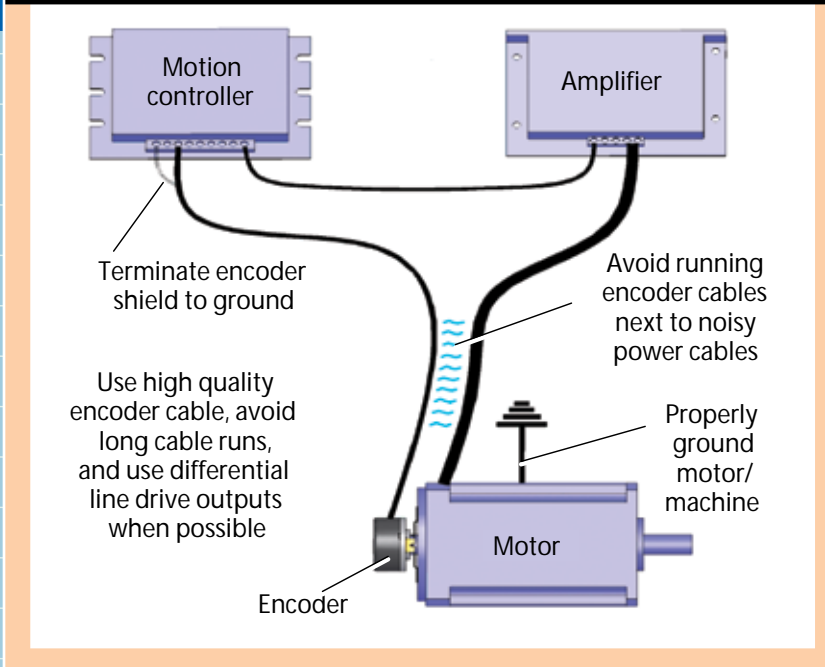 Motion
controller
Amplifier
Terminate encoder
shield to ground
Avoid running
encoder cables
next to noisy
power cables
Use high quality
encoder cable, avoid
long cable runs,
and use differential
line drive outputs
when possible
Properly
ground
motor/
machine
Motor
Encoder